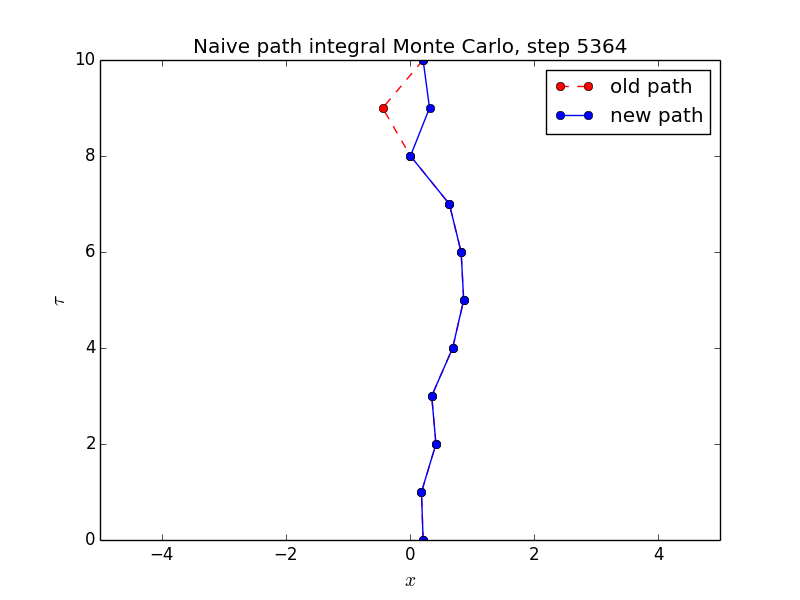 Naive path integral Monte Carlo, step 5364
old path
new path
10
8
6
4
2
0
τ
−4 −2 0 2 4
x